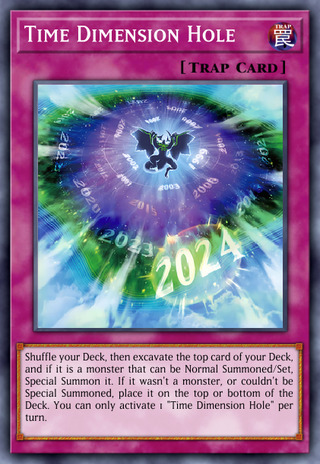 Time Dimension Hole
TRAP
罠
[Trap Card]
2024
2023
2003
Shuffle your Deck, then excavate the top card of your Deck,
and if it is a monster that can be Normal Summoned/Set,
Special Summon it. If it wasn't a monster, or couldn't be
Special Summoned, place it on the top or bottom of the
Deck. You can only activate 1 "Time Dimension Hole" per
turn.